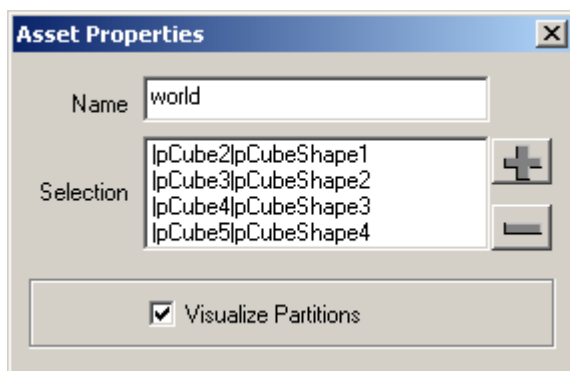 Asset Properties
Name
world
Selection
|pCube2|pCubeShape1
|pCube3|pCubeShape2
|pCube4|pCubeShape3
|pCube5|pCubeShape4
Visualize Partitions